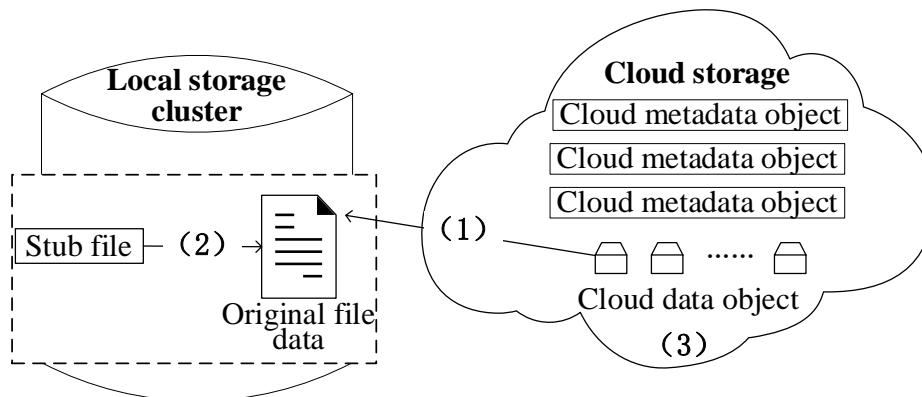 Local storage
cluster
Stub file
（2）
Original file
data
（1）
Cloud storage
Cloud metadata object
Cloud metadata object
Cloud metadata object
······
Cloud data object
（3）